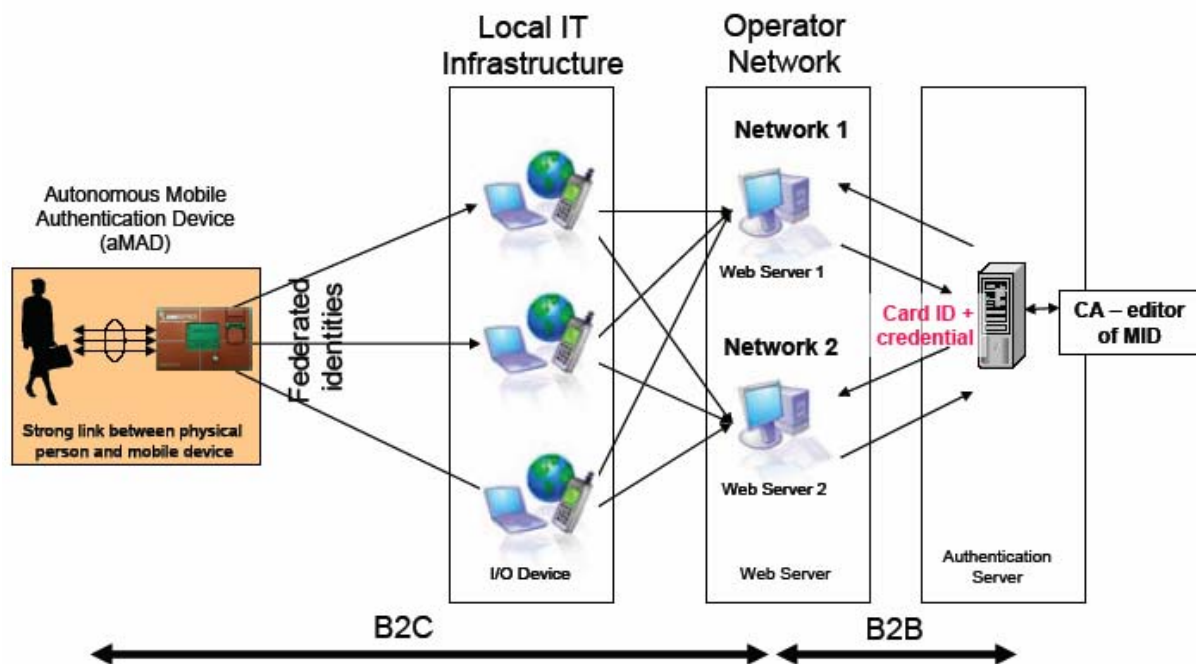 Local IT
Infrastructure
Operator
Network
Autonomous Mobile
Authentication Device
(aMAD)
Strong link between physical
person and mobile device
Federated
identities
I/O Device
Network 1
Web Server 1
Network 2
Web Server 2
Web Server
Card ID +
credential
Authentication
Server
CA – editor
of MID
B2C
B2B